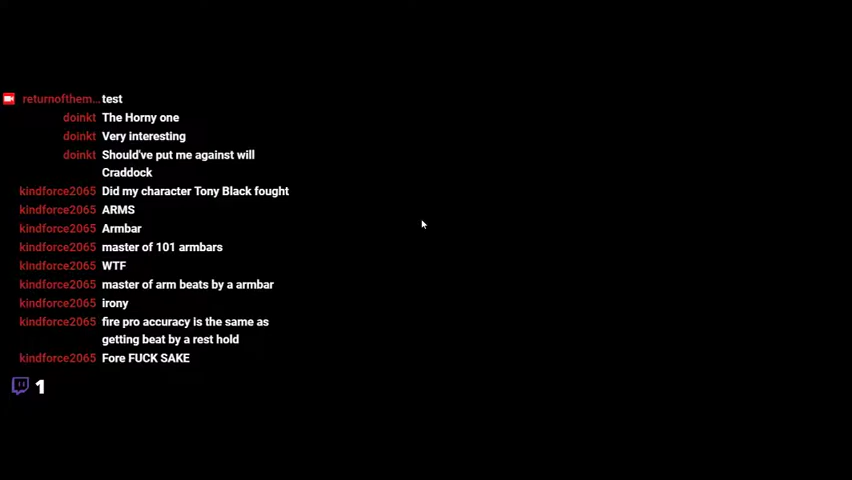 returnofthem... test
doinkt The Horny one
doinkt Very interesting
doinkt Should've put me against will
Craddock
kindforce2065 Did my character Tony Black fought
kindforce2065 ARMS
kindforce2065 Armbar
kindforce2065 master of 101 armbars
kindforce2065 WTF
kindforce2065 master of arm beats by a armbar
kindforce2065 irony
kindforce2065 fire pro accuracy is the same as
getting beat by a rest hold
kindforce2065 Fore FUCK SAKE
1